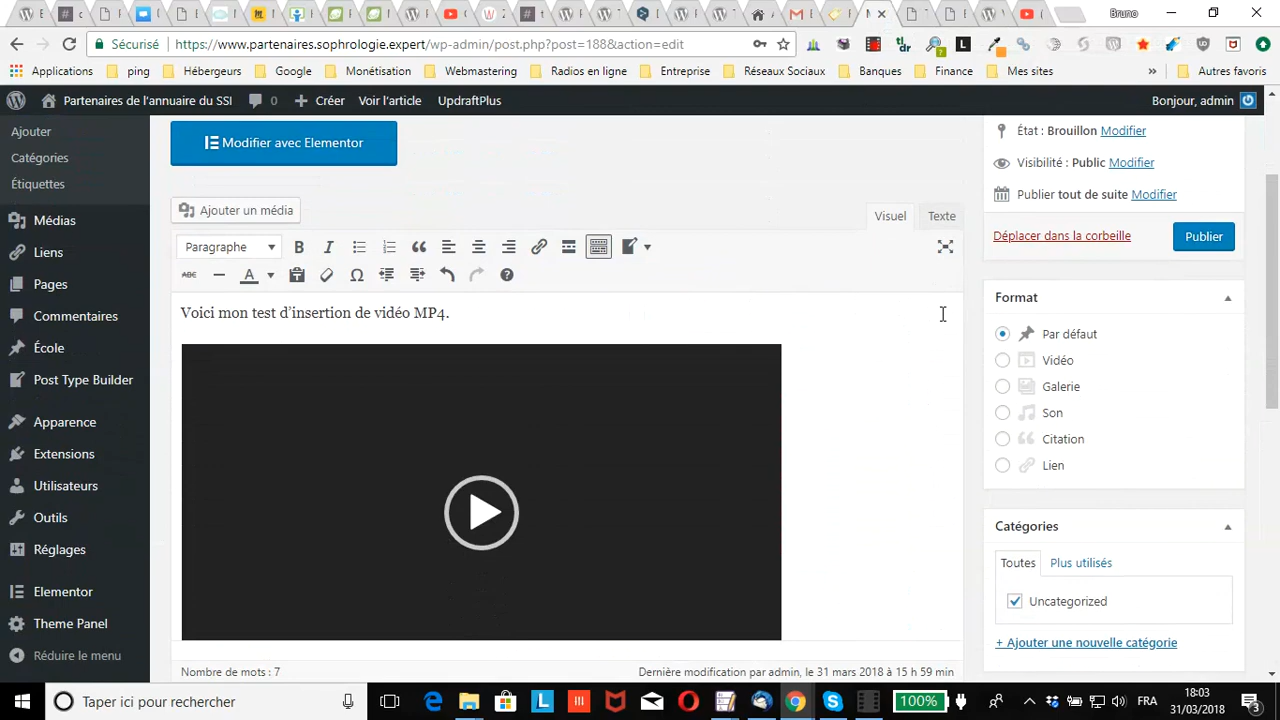 Bruno
Sécurisé
https://www.partenaires.sophrologie.expert/wp-admin/post.php?post=188&action=edit
Applications ping Hébergeurs Google Monétisation Webmastering Radios en ligne Entreprise Réseaux Sociaux Banques Finance Mes sites » Autres favoris
Partenaires de l'annuaire du SSI 0 Créer Voir l'article UpdraftPlus Bonjour, admin
Ajouter
Catégories
Étiquettes
Médias
Liens
Pages
Commentaires
École
Post Type Builder
Apparence
Extensions
Utilisateurs
Outils
Réglages
Elementor
Theme Panel
Réduire le menu
Modifier avec Elementor
Ajouter un média
Visuel Texte
Paragraphe
ABC
Voici mon test d'insertion de vidéo MP4.
Nombre de mots : 7
Dernière modification par admin, le 31 mars 2018 à 15 h 59 min
État : Brouillon Modifier
Visibilité : Public Modifier
Publier tout de suite Modifier
Déplacer dans la corbeille Publier
Format
Par défaut
Vidéo
Galerie
Son
Citation
Lien
Catégories
Toutes Plus utilisés
Uncategorized
+ Ajouter une nouvelle catégorie
Taper ici pour rechercher
100%
FRA
18:03
31/03/2018